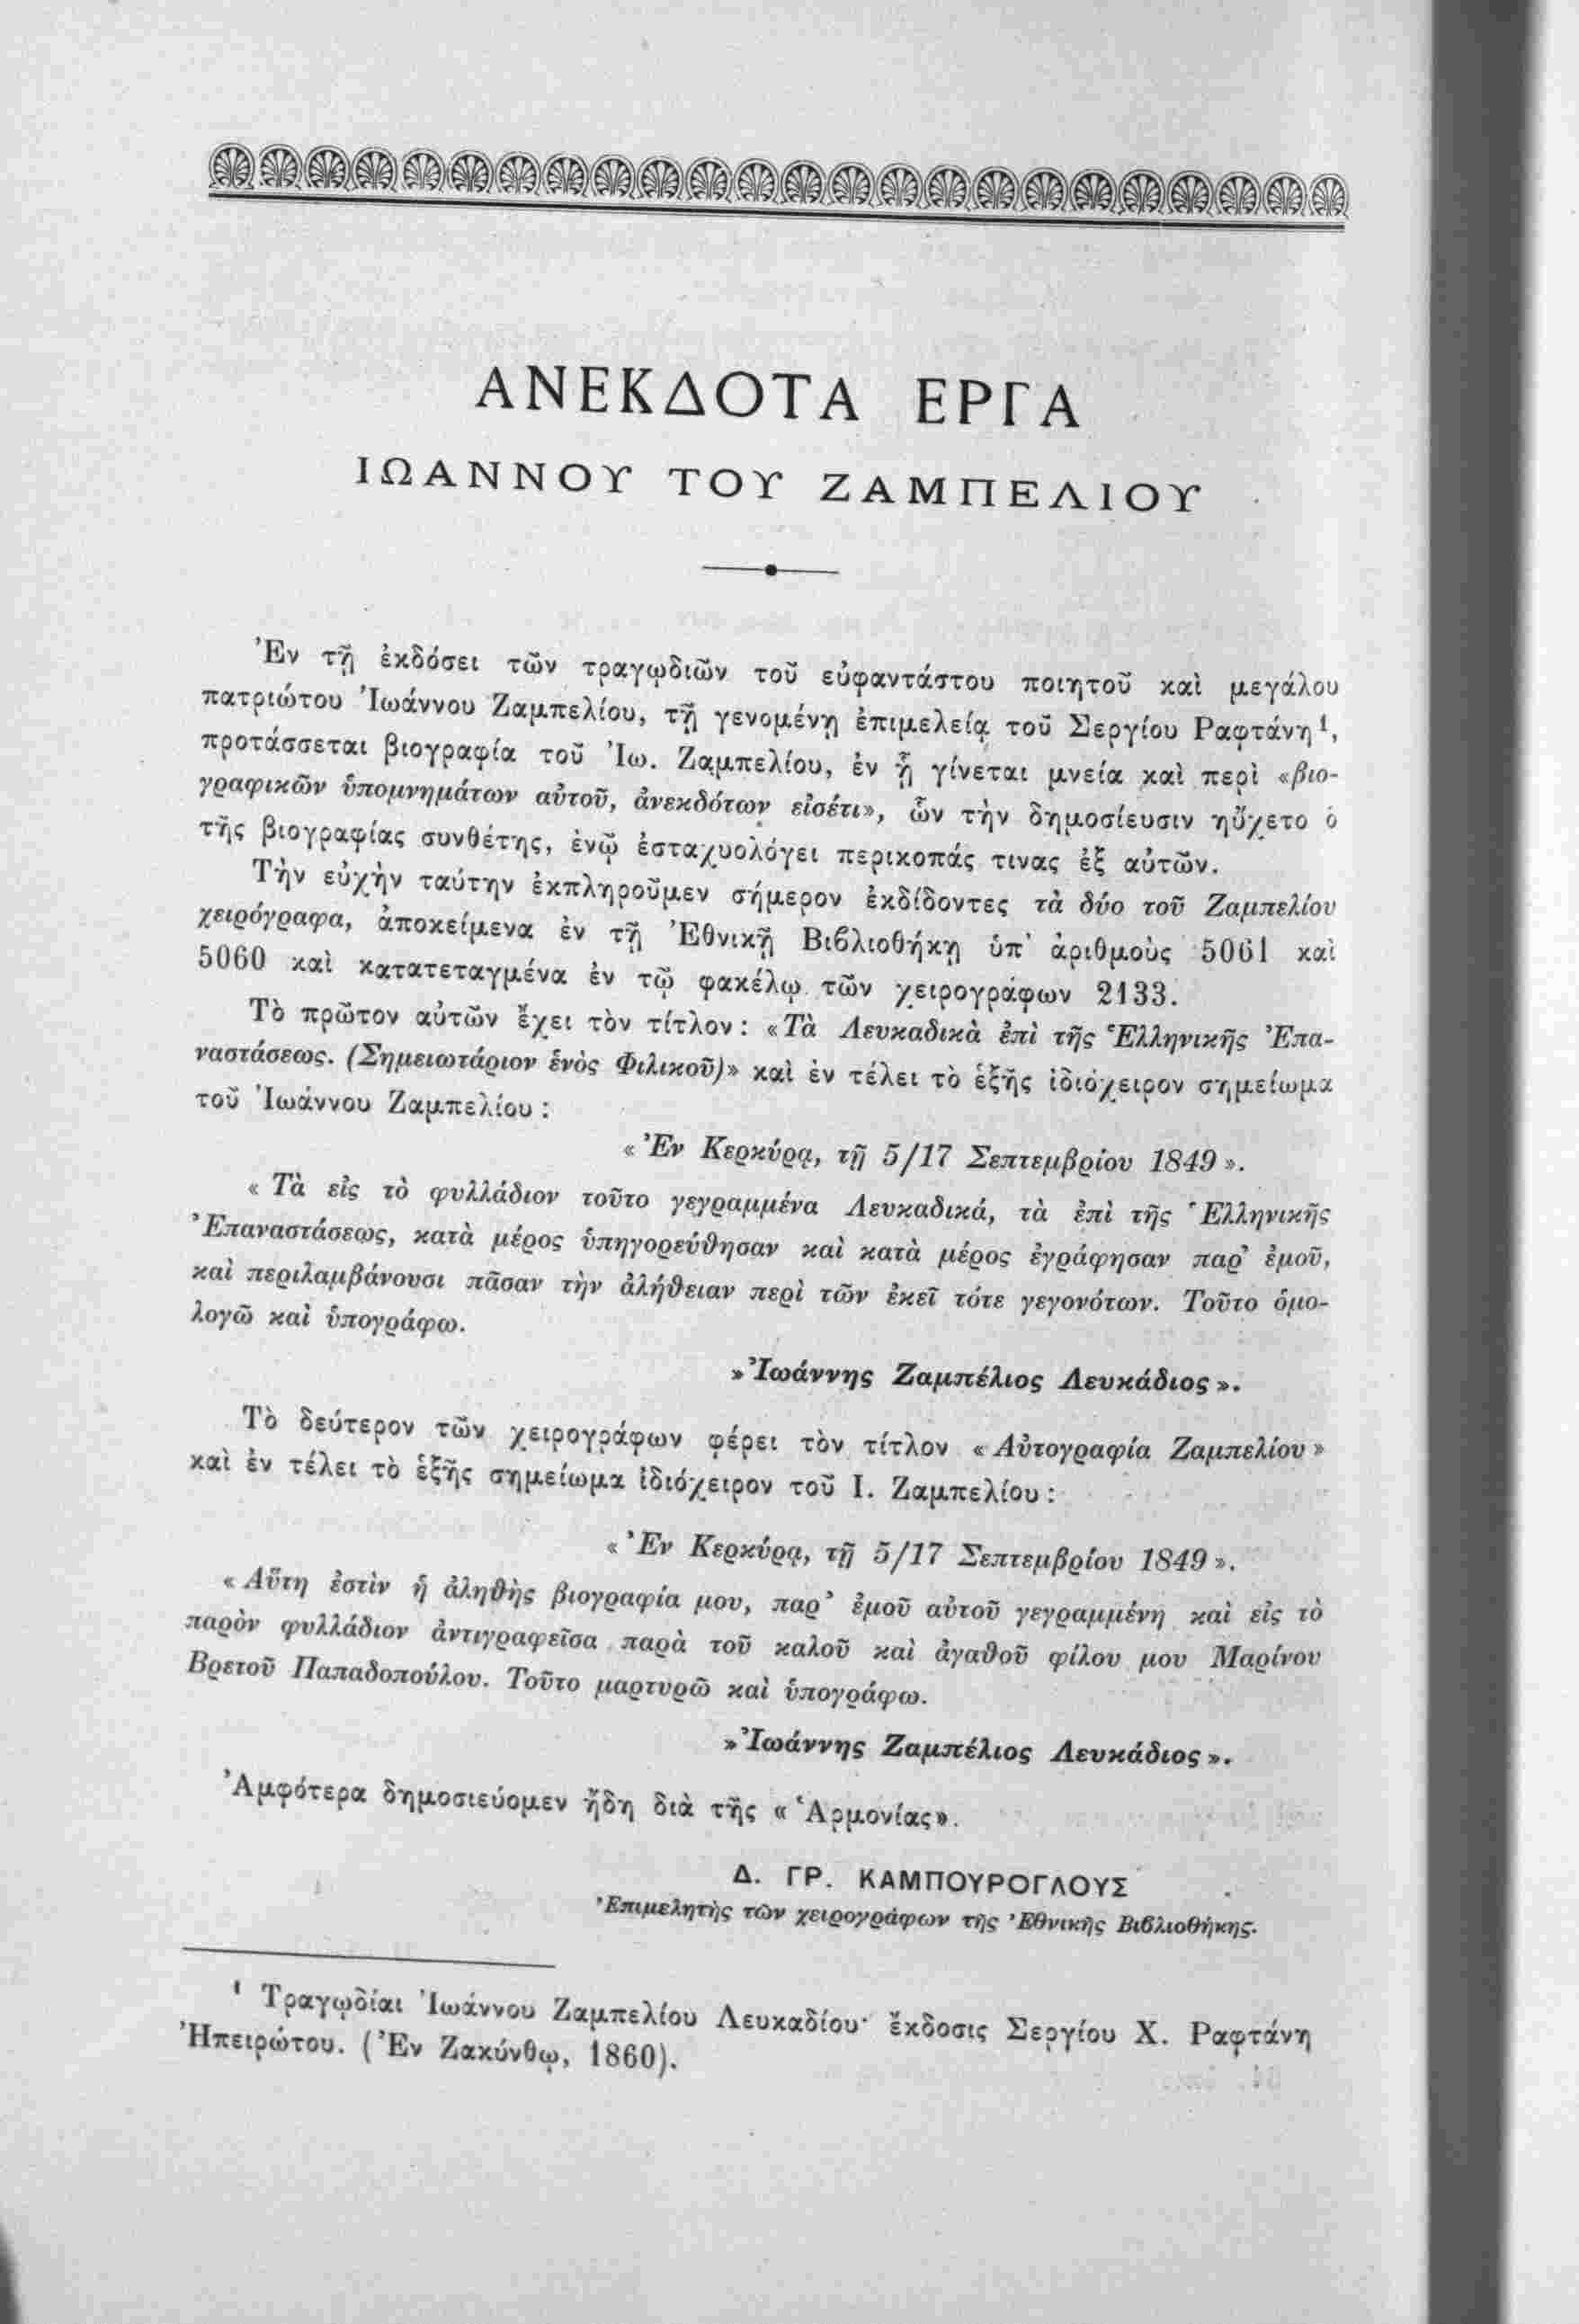 ΑΝΕΚΔΟΤΑ ΕΡΓΑ
ΙΩΑΝΝΟΥ ΤΟΥ ΖΑΜΠΕΛΙΟΥ
Ἐν τῇ ἐκδόσει τῶν τραγῳδιῶν τοῦ εὐφαντάστου ποιητοῦ καὶ μεγάλου
πατριώτου Ἰωάννου Ζαμπελίου, τῇ γενομένῃ ἐπιμελείᾳ τοῦ Σεργίου Ραφτάνη¹,
προτάσσεται βιογραφία τοῦ Ἰω. Ζαμπελίου, ἐν ᾗ γίνεται μνεία καὶ περὶ «βιο-
γραφικῶν ὑπομνημάτων αὐτοῦ, ἀνεκδότων εἰσέτι», ὧν τὴν δημοσίευσιν ηὔχετο ὁ
τῆς βιογραφίας συνθέτης, ἐνῷ ἐσταχυολόγει περικοπάς τινας ἐξ αὐτῶν.
Τὴν εὐχὴν ταύτην ἐκπληροῦμεν σήμερον ἐκδίδοντες τὰ δύο τοῦ Ζαμπελίου
χειρόγραφα, ἀποκείμενα ἐν τῇ Ἐθνικῇ Βιβλιοθήκῃ ὑπ' ἀριθμοὺς 5061 καὶ
5060 καὶ κατατεταγμένα ἐν τῷ φακέλῳ τῶν χειρογράφων 2133.
Τὸ πρῶτον αὐτῶν ἔχει τὸν τίτλον: «Τὰ Λευκαδικὰ ἐπὶ τῆς Ἑλληνικῆς Ἐπα-
ναστάσεως. (Σημειωτάριον ἑνὸς Φιλικοῦ)» καὶ ἐν τέλει τὸ ἑξῆς ἰδιόχειρον σημείωμα
τοῦ Ἰωάννου Ζαμπελίου:
«Ἐν Κερκύρᾳ, τῇ 5/17 Σεπτεμβρίου 1849».
«Τὰ εἰς τὸ φυλλάδιον τοῦτο γεγραμμένα Λευκαδικά, τὰ ἐπὶ τῆς Ἑλληνικῆς
Ἐπαναστάσεως, κατὰ μέρος ὑπηγορεύθησαν καὶ κατὰ μέρος ἐγράφησαν παρ' ἐμοῦ,
καὶ περιλαμβάνουσι πᾶσαν τὴν ἀλήθειαν περὶ τῶν ἐκεῖ τότε γεγονότων. Τοῦτο ὁμο-
λογῶ καὶ ὑπογράφω.
»Ἰωάννης Ζαμπέλιος Λευκάδιος».
Τὸ δεύτερον τῶν χειρογράφων φέρει τὸν τίτλον «Αὐτογραφία Ζαμπελίου»
καὶ ἐν τέλει τὸ ἑξῆς σημείωμα ἰδιόχειρον τοῦ Ι. Ζαμπελίου:
«Ἐν Κερκύρᾳ, τῇ 5/17 Σεπτεμβρίου 1849».
«Αὕτη ἐστὶν ἡ ἀληθὴς βιογραφία μου, παρ' ἐμοῦ αὐτοῦ γεγραμμένη καὶ εἰς τὸ
παρὸν φυλλάδιον ἀντιγραφεῖσα παρὰ τοῦ καλοῦ καὶ ἀγαθοῦ φίλου μου Μαρίνου
Βρετοῦ Παπαδοπούλου. Τοῦτο μαρτυρῶ καὶ ὑπογράφω.
»Ἰωάννης Ζαμπέλιος Λευκάδιος».
Ἀμφότερα δημοσιεύομεν ἤδη διὰ τῆς «Ἁρμονίας».
Δ. ΓΡ. ΚΑΜΠΟΥΡΟΓΛΟΥΣ
Ἐπιμελητὴς τῶν χειρογράφων τῆς Ἐθνικῆς Βιβλιοθήκης.
¹ Τραγῳδίαι Ἰωάννου Ζαμπελίου Λευκαδίου· ἔκδοσις Σεργίου Χ. Ραφτάνη
Ἠπειρώτου. (Ἐν Ζακύνθῳ, 1860).